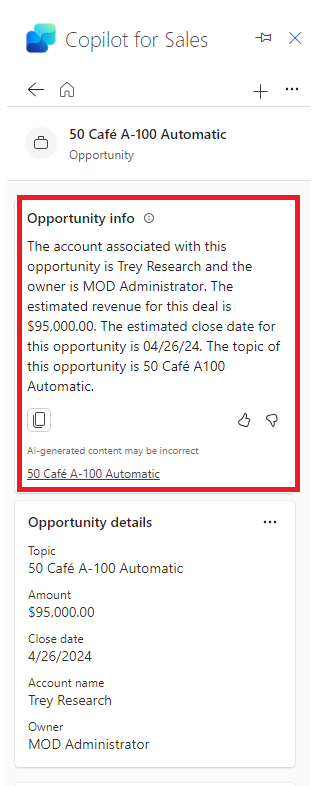 Copilot for Sales
50 Café A-100 Automatic
Opportunity
Opportunity info
The account associated with this
opportunity is Trey Research and the
owner is MOD Administrator. The
estimated revenue for this deal is
$95,000.00. The estimated close date for
this opportunity is 04/26/24. The topic of
this opportunity is 50 Café A100
Automatic.
AI-generated content may be incorrect
50 Café A-100 Automatic
Opportunity details
Topic
50 Café A-100 Automatic
Amount
$95,000.00
Close date
4/26/2024
Account name
Trey Research
Owner
MOD Administrator